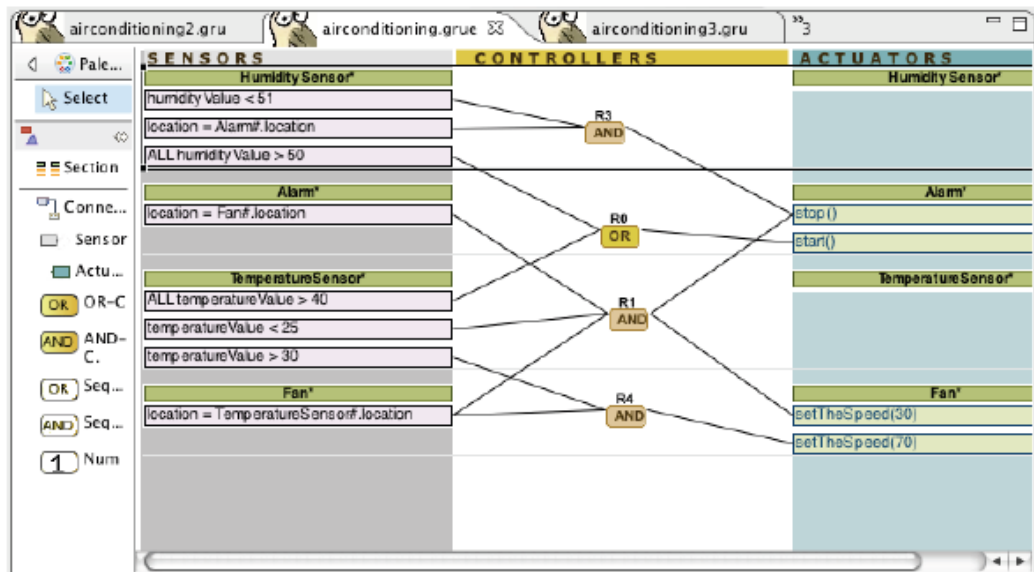 airconditioning2.gru
airconditioning.grue
airconditioning3.gru
3
Pale...
Select
Section
Conne...
Sensor
Actu...
OR OR-C
AND AND-C.
OR Seq...
AND Seq...
1 Num
SENSORS
Humidity Sensor*
humidity Value < 51
location = Alarm#.location
ALL humidity Value > 50
Alarm*
location = Fan#.location
TemperatureSensor*
ALL temperatureValue > 40
temperatureValue < 25
temperatureValue > 30
Fan*
location = TemperatureSensor#.location
CONTROLLERS
R3
AND
R0
OR
R1
AND
R4
AND
ACTUATORS
Humidity Sensor*
Alarm*
stop()
start()
TemperatureSensor*
Fan*
setTheSpeed(30)
setTheSpeed(70)